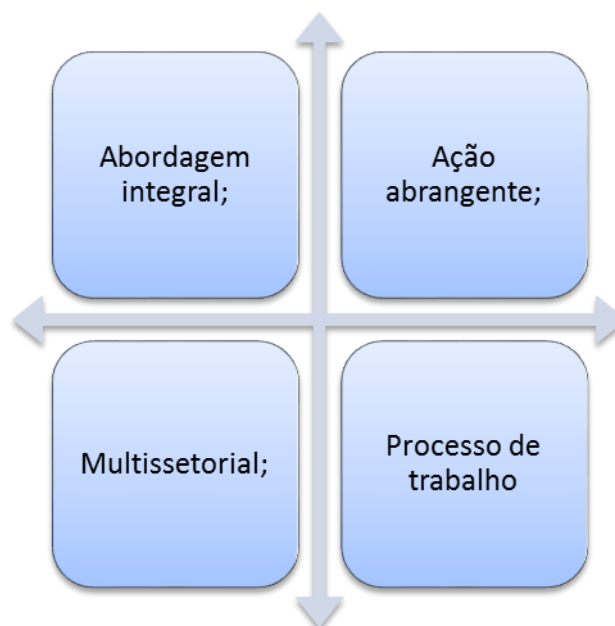 Abordagem
integral;
Ação
abrangente;
Multissetorial;
Processo de
trabalho